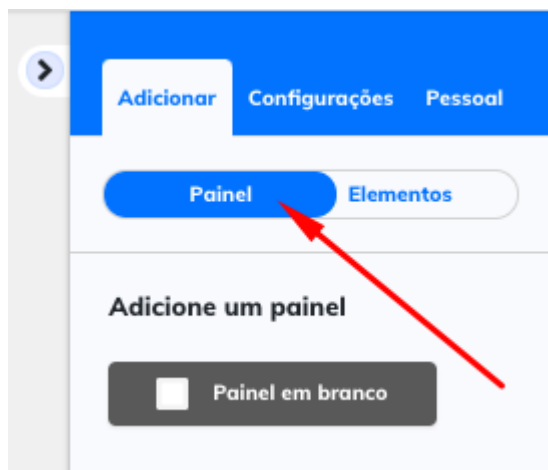 Adicionar Configurações Pessoal
Painel Elementos
Adicione um painel
Painel em branco